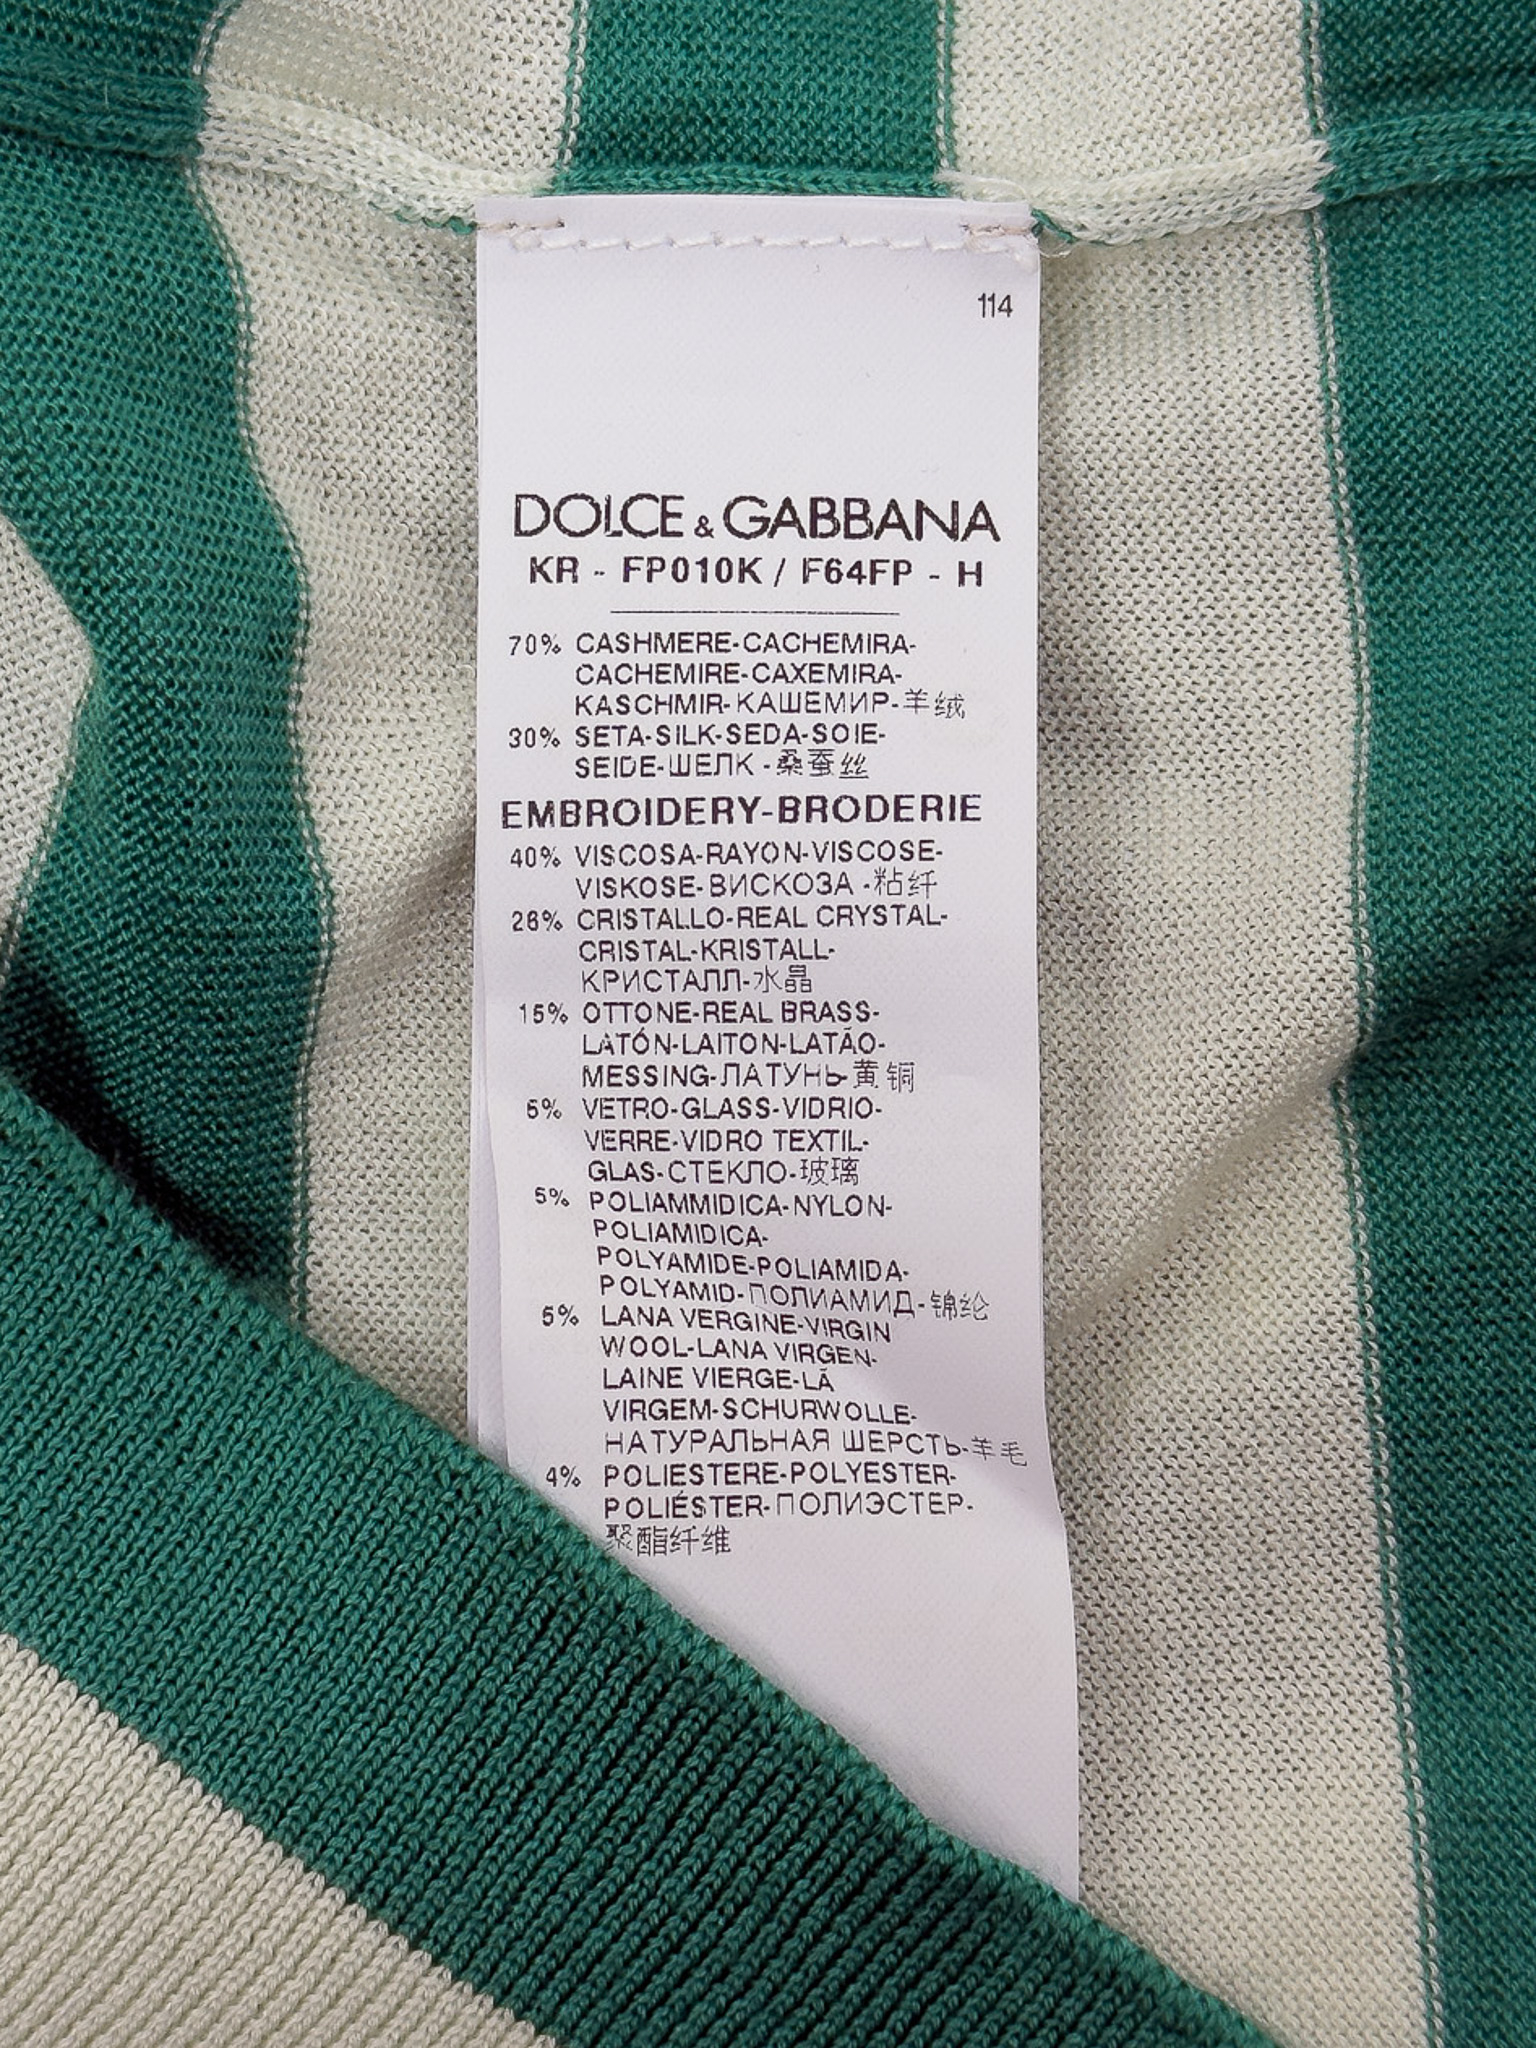 114
DOLCE & GABBANA
KR - FP010K / F64FP - H
70% CASHMERE-CACHEMIRA-
CACHEMIRE-CAXEMIRA-
KASCHMIR-КАШЕМИР-羊绒
30% SETA-SILK-SEDA-SOIE-
SEIDE-ШЕЛК -桑蚕丝
EMBROIDERY-BRODERIE
40% VISCOSA-RAYON-VISCOSE-
VISKOSE-ВИСКОЗА -粘纤
26% CRISTALLO-REAL CRYSTAL-
CRISTAL-KRISTALL-
КРИСТАЛЛ-水晶
15% OTTONE-REAL BRASS-
LATÓN-LAITON-LATÃO-
MESSING-ЛАТУНЬ-黄铜
5% VETRO-GLASS-VIDRIO-
VERRE-VIDRO TEXTIL-
GLAS-СТЕКЛО-玻璃
5% POLIAMMIDICA-NYLON-
POLIAMIDICA-
POLYAMIDE-POLIAMIDA-
POLYAMID-ПОЛИАМИД-锦纶
5% LANA VERGINE-VIRGIN
WOOL-LANA VIRGEN-
LAINE VIERGE-LÃ
VIRGEM-SCHURWOLLE-
НАТУРАЛЬНАЯ ШЕРСТЬ-羊毛
4% POLIESTERE-POLYESTER-
POLIÉSTER-ПОЛИЭСТЕР-
聚酯纤维